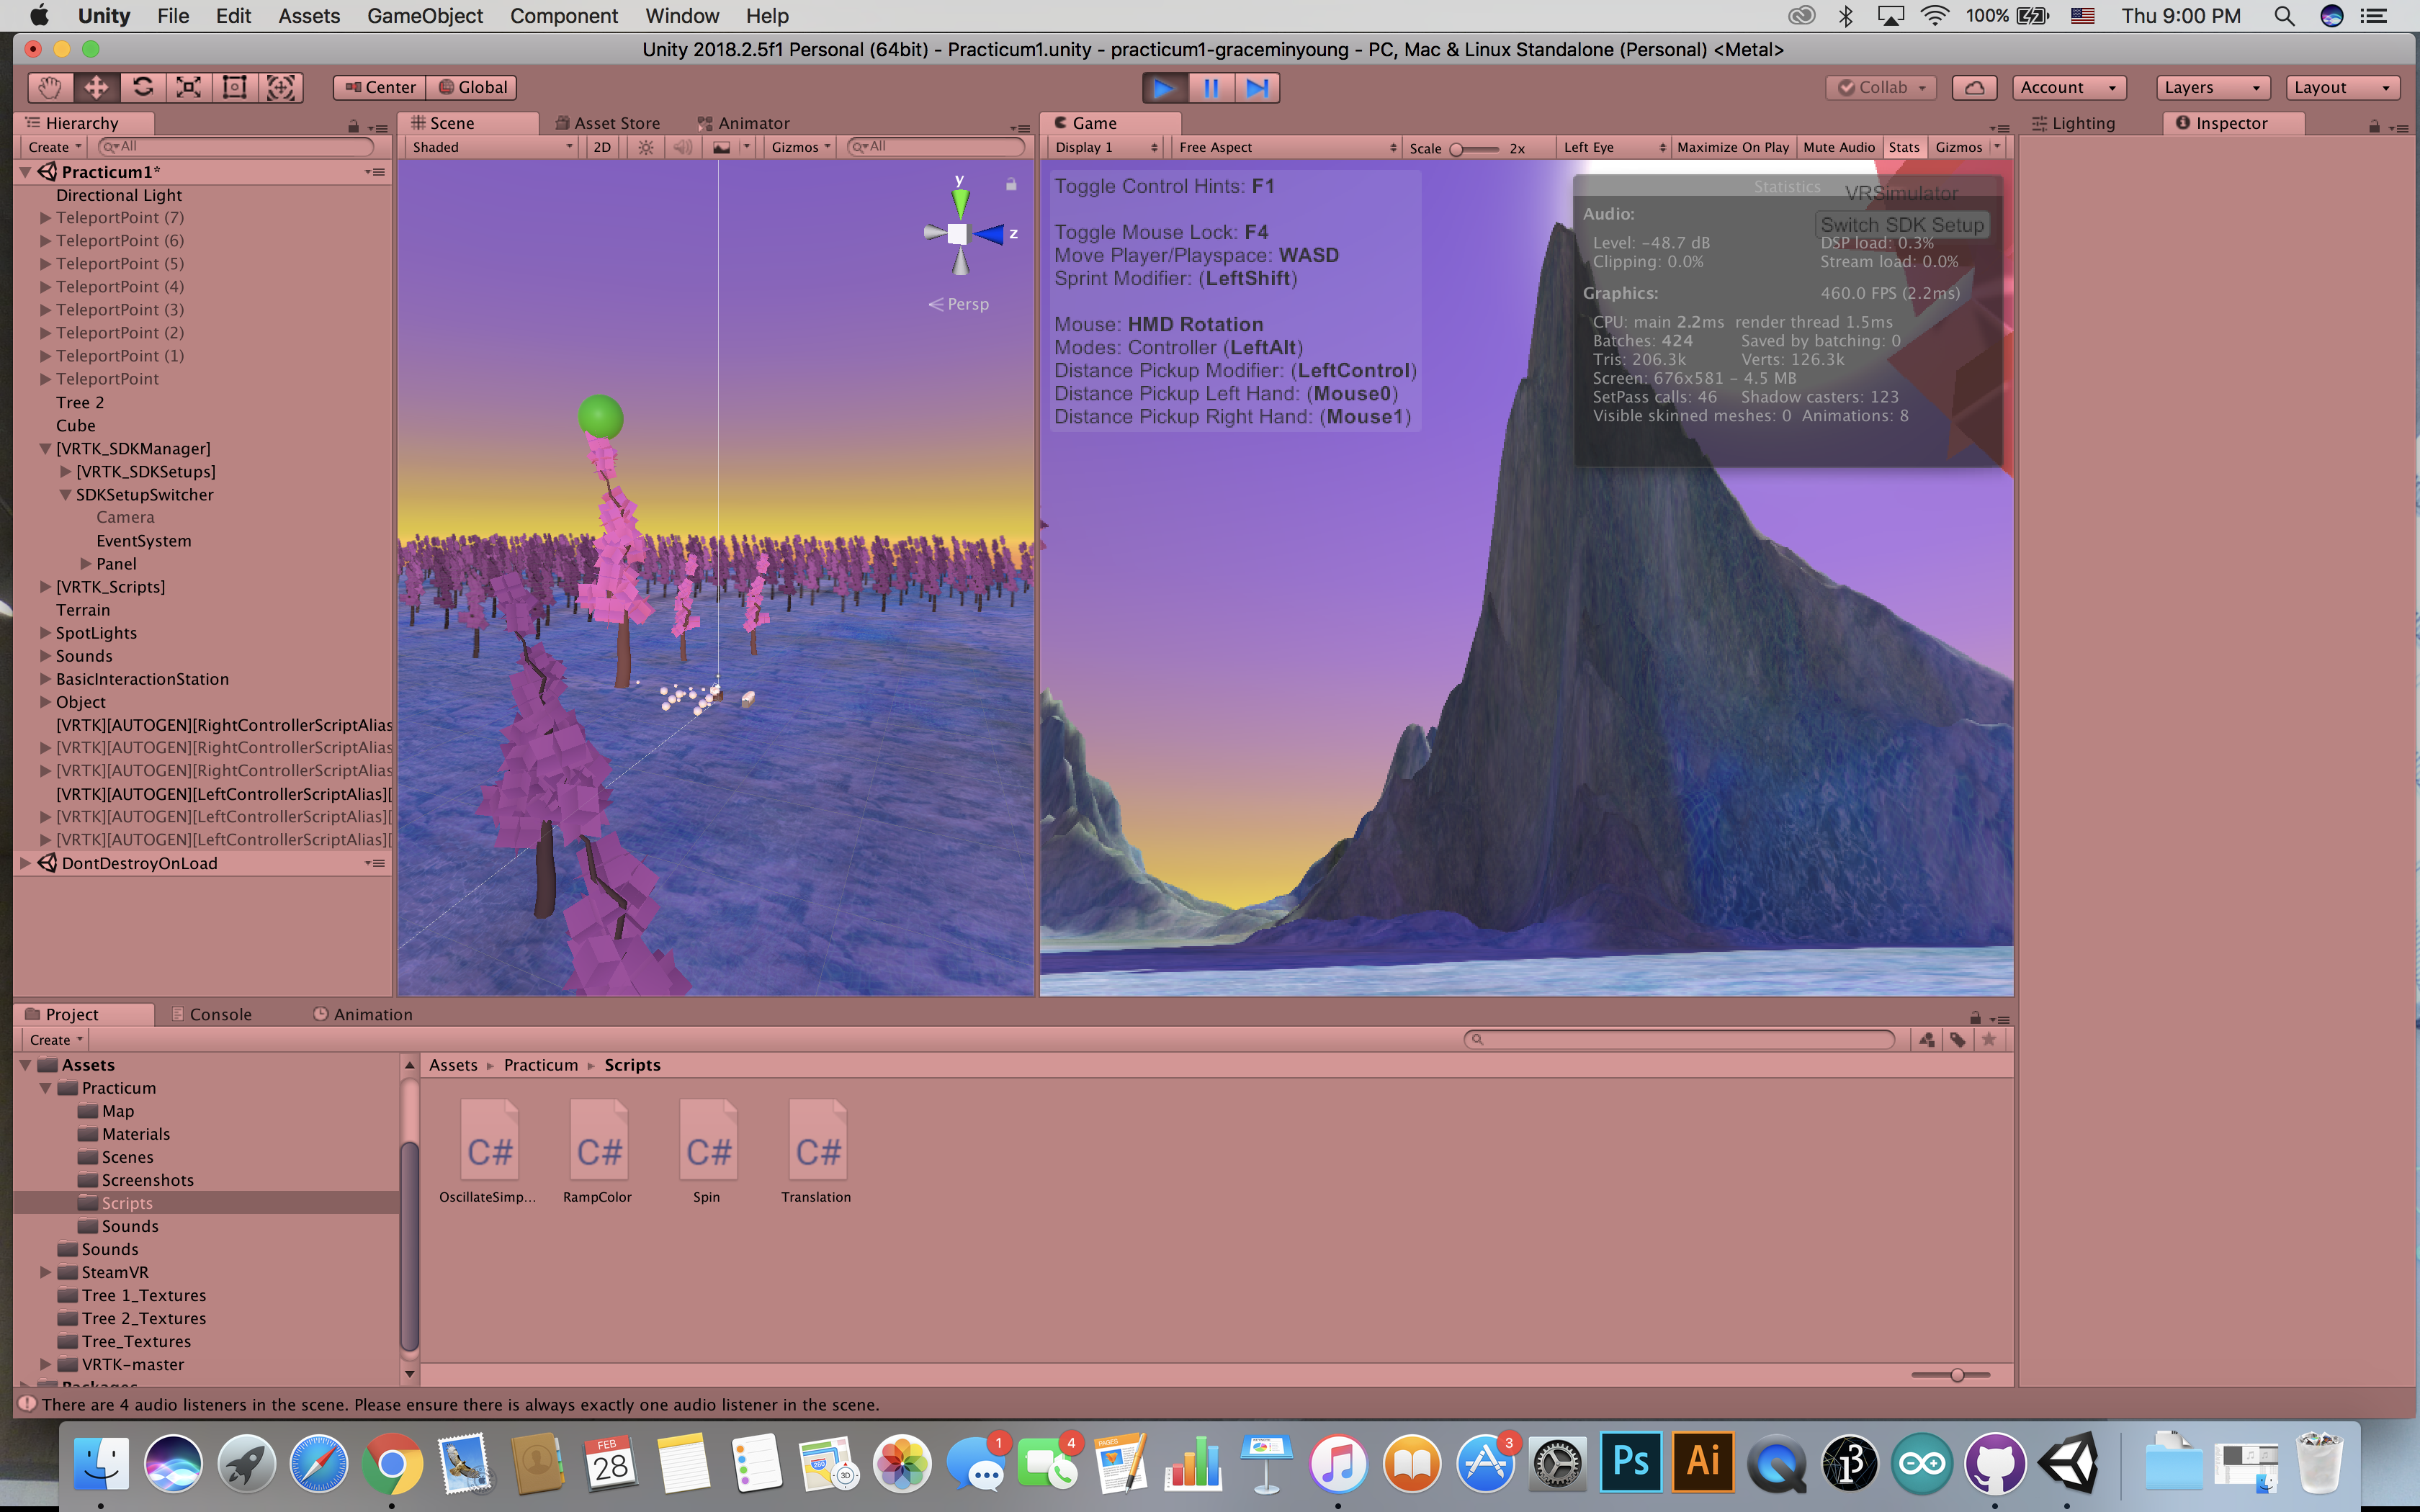 Unity File Edit Assets GameObject Component Window Help 100% Thu 9:00 PM
Unity 2018.2.5f1 Personal (64bit) - Practicum1.unity - practicum1-graceminyoung - PC, Mac & Linux Standalone (Personal) <Metal>
Center Global Collab Account Layers Layout
Hierarchy
Create All
Practicum1*
Directional Light
TeleportPoint (7)
TeleportPoint (6)
TeleportPoint (5)
TeleportPoint (4)
TeleportPoint (3)
TeleportPoint (2)
TeleportPoint (1)
TeleportPoint
Tree 2
Cube
[VRTK_SDKManager]
[VRTK_SDKSetups]
SDKSetupSwitcher
Camera
EventSystem
Panel
[VRTK_Scripts]
Terrain
SpotLights
Sounds
BasicInteractionStation
Object
[VRTK][AUTOGEN][RightControllerScriptAlias
[VRTK][AUTOGEN][RightControllerScriptAlias
[VRTK][AUTOGEN][RightControllerScriptAlias
[VRTK][AUTOGEN][LeftControllerScriptAlias][
[VRTK][AUTOGEN][LeftControllerScriptAlias][
[VRTK][AUTOGEN][LeftControllerScriptAlias][
DontDestroyOnLoad
Scene Asset Store Animator
Shaded 2D Gizmos All
y
z
Persp
Game
Display 1 Free Aspect Scale 2x Left Eye Maximize On Play Mute Audio Stats Gizmos
Toggle Control Hints: F1
Toggle Mouse Lock: F4
Move Player/Playspace: WASD
Sprint Modifier: (LeftShift)
Mouse: HMD Rotation
Modes: Controller (LeftAlt)
Distance Pickup Modifier: (LeftControl)
Distance Pickup Left Hand: (Mouse0)
Distance Pickup Right Hand: (Mouse1)
Statistics
VRSimulator
Switch SDK Setup
Audio:
Level: -48.7 dB DSP load: 0.3%
Clipping: 0.0% Stream load: 0.0%
Graphics: 460.0 FPS (2.2ms)
CPU: main 2.2ms render thread 1.5ms
Batches: 424 Saved by batching: 0
Tris: 206.3k Verts: 126.3k
Screen: 676x581 - 4.5 MB
SetPass calls: 46 Shadow casters: 123
Visible skinned meshes: 0 Animations: 8
Lighting Inspector
Project Console Animation
Create
Assets
Practicum
Map
Materials
Scenes
Screenshots
Scripts
Sounds
Sounds
SteamVR
Tree 1_Textures
Tree 2_Textures
Tree_Textures
VRTK-master
Packages
Assets Practicum Scripts
C# C# C# C#
OscillateSimp... RampColor Spin Translation
There are 4 audio listeners in the scene. Please ensure there is always exactly one audio listener in the scene.
FEB
28
3D
1
4
PAGES
3
Ps
Ai